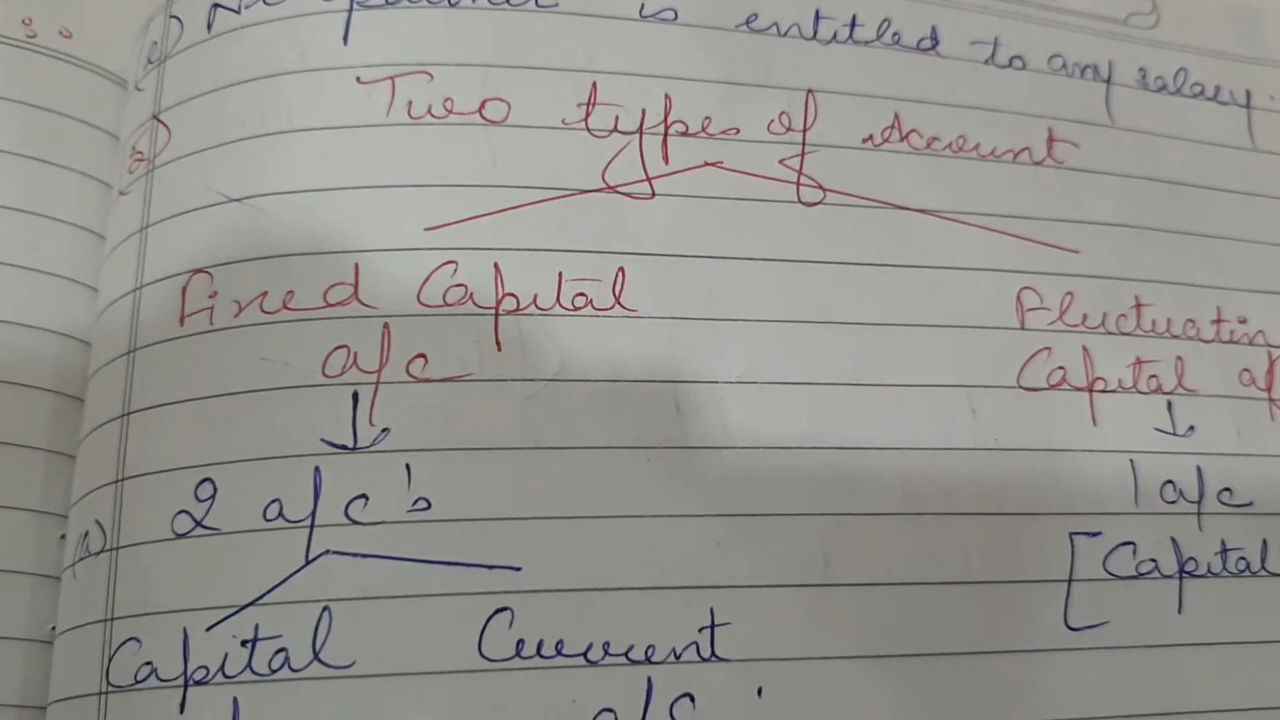 is entitled to any salary.
Two types of Account
Fixed Capital
a/c
Fluctuatin
Capital a/
↓
↓
2 a/c's
1 a/c
[Capital
Capital Current
a/c